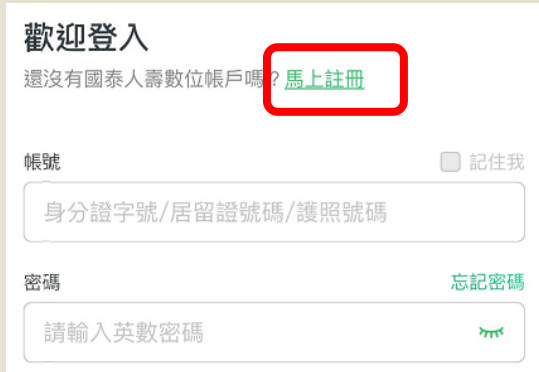 歡迎登入
還沒有國泰人壽數位帳戶嗎？馬上註冊
帳號 記住我
身分證字號/居留證號碼/護照號碼
密碼 忘記密碼
請輸入英數密碼